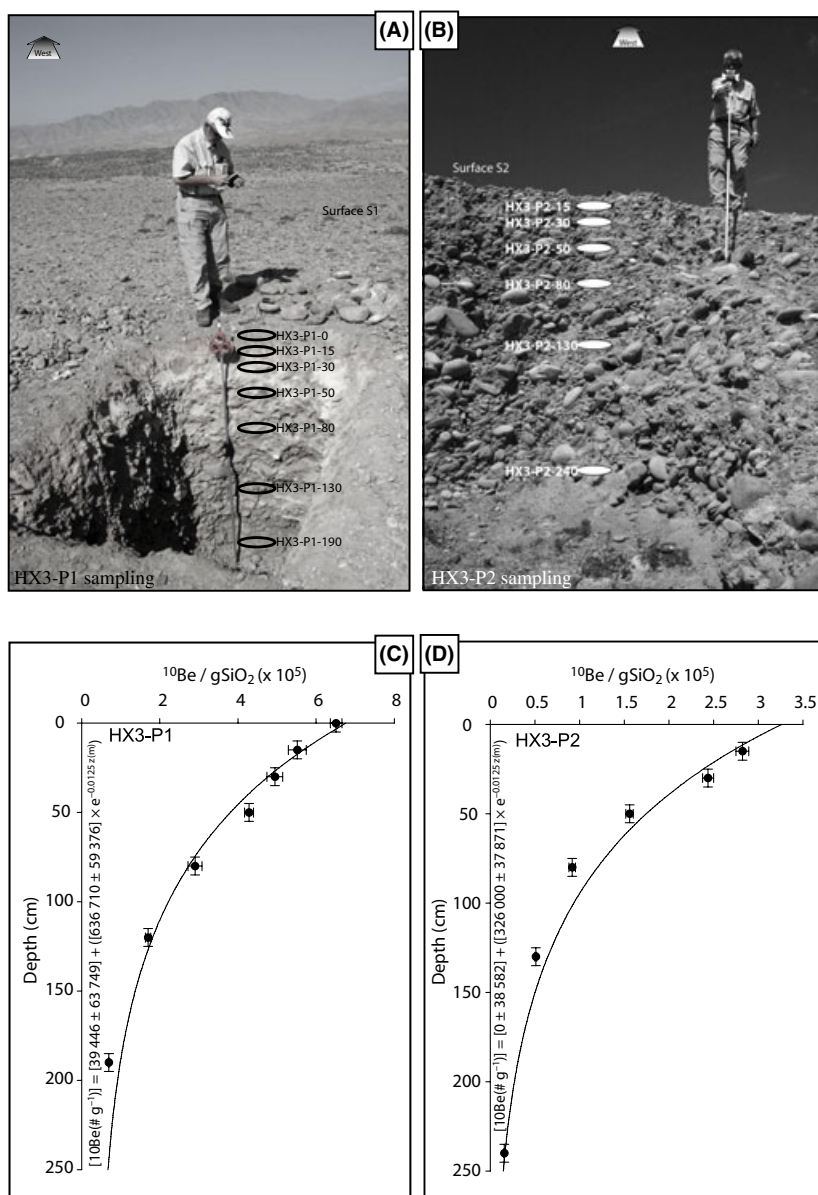 (A)
West
Surface S1
HX3-P1-0
HX3-P1-15
HX3-P1-30
HX3-P1-50
HX3-P1-80
HX3-P1-130
HX3-P1-190
HX3-P1 sampling
(B)
West
Surface S2
HX3-P2-15
HX3-P2-30
HX3-P2-50
HX3-P2-80
HX3-P2-130
HX3-P2-240
HX3-P2 sampling
(C)
¹⁰Be / gSiO₂ (x 10⁵)
0 2 4 6 8
HX3-P1
0
50
100
150
200
250
Depth (cm)
[10Be(# g⁻¹)] = [39 446 ± 63 749] + ([636 710 ± 59 376] × e⁻⁰·⁰¹²⁵ ᶻ⁽ᵐ⁾)
(D)
¹⁰Be / gSiO₂ (x 10⁵)
0 0.5 1 1.5 2 2.5 3 3.5
HX3-P2
0
50
100
150
200
250
Depth (cm)
[10Be(# g⁻¹)] = [0 ± 38 582] + ([326 000 ± 37 871] × e⁻⁰·⁰¹²⁵ ᶻ⁽ᵐ⁾)